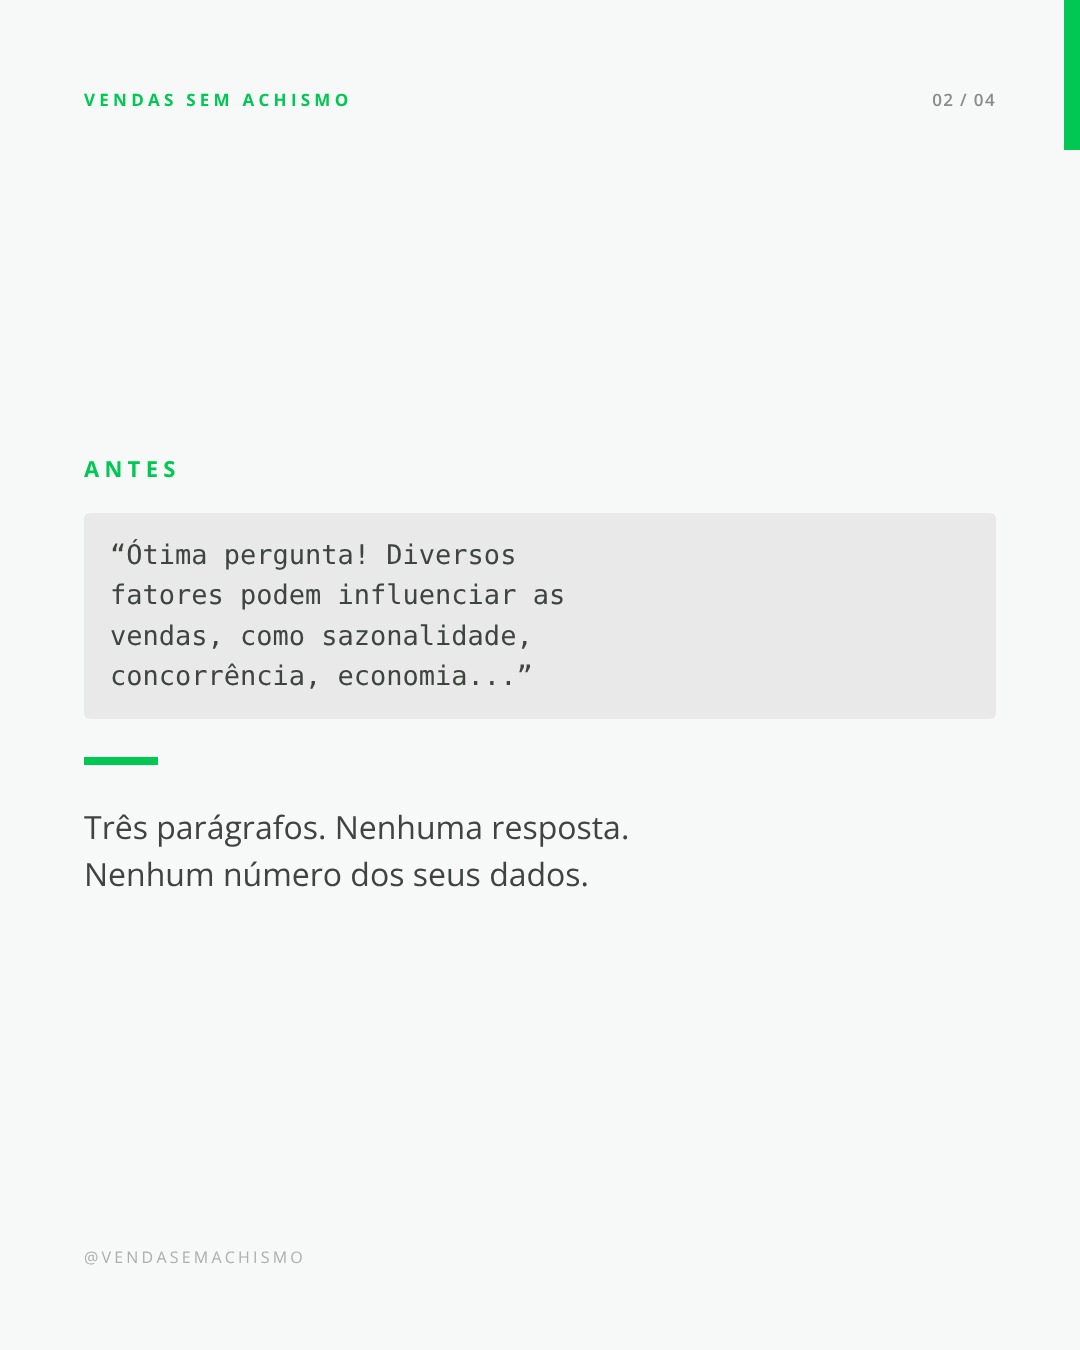 VENDAS SEM ACHISMO
02 / 04
ANTES
“Ótima pergunta! Diversos
fatores podem influenciar as
vendas, como sazonalidade,
concorrência, economia...”
Três parágrafos. Nenhuma resposta.
Nenhum número dos seus dados.
@VENDASEMACHISMO